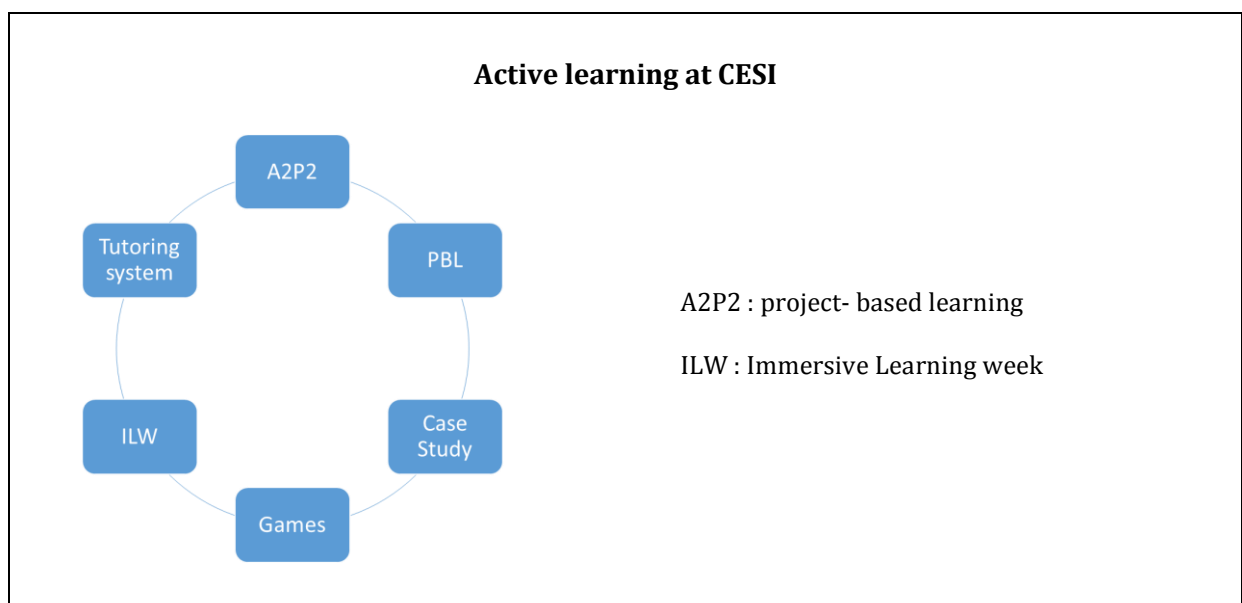 Active learning at CESI
A2P2
PBL
Case
Study
Games
ILW
Tutoring
system
A2P2 : project- based learning
ILW : Immersive Learning week